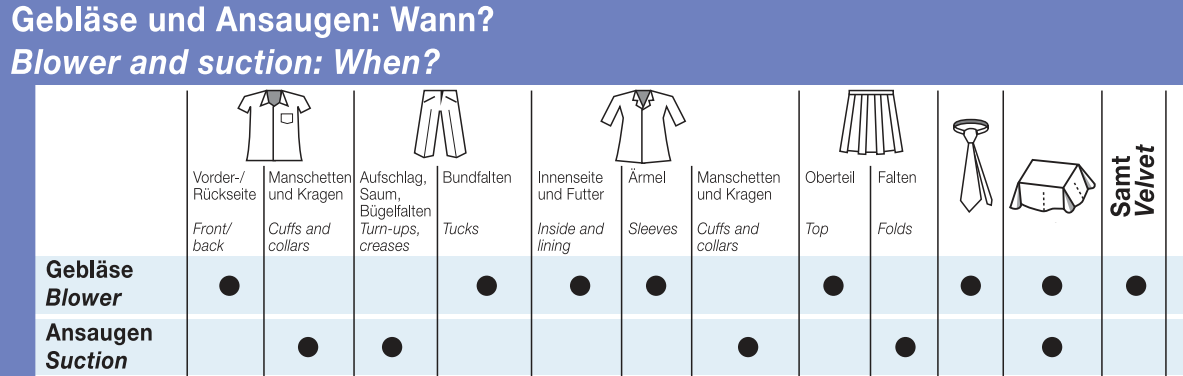 Gebläse und Ansaugen: Wann?
Blower and suction: When?
Vorder-/
Rückseite
Front/
back
Manschetten
und Kragen
Cuffs and
collars
Aufschlag,
Saum,
Bügelfalten
Turn-ups,
creases
Bundfalten
Tucks
Innenseite
und Futter
Inside and
lining
Ärmel
Sleeves
Manschetten
und Kragen
Cuffs and
collars
Oberteil
Top
Falten
Folds
Samt
Velvet
Gebläse
Blower
Ansaugen
Suction